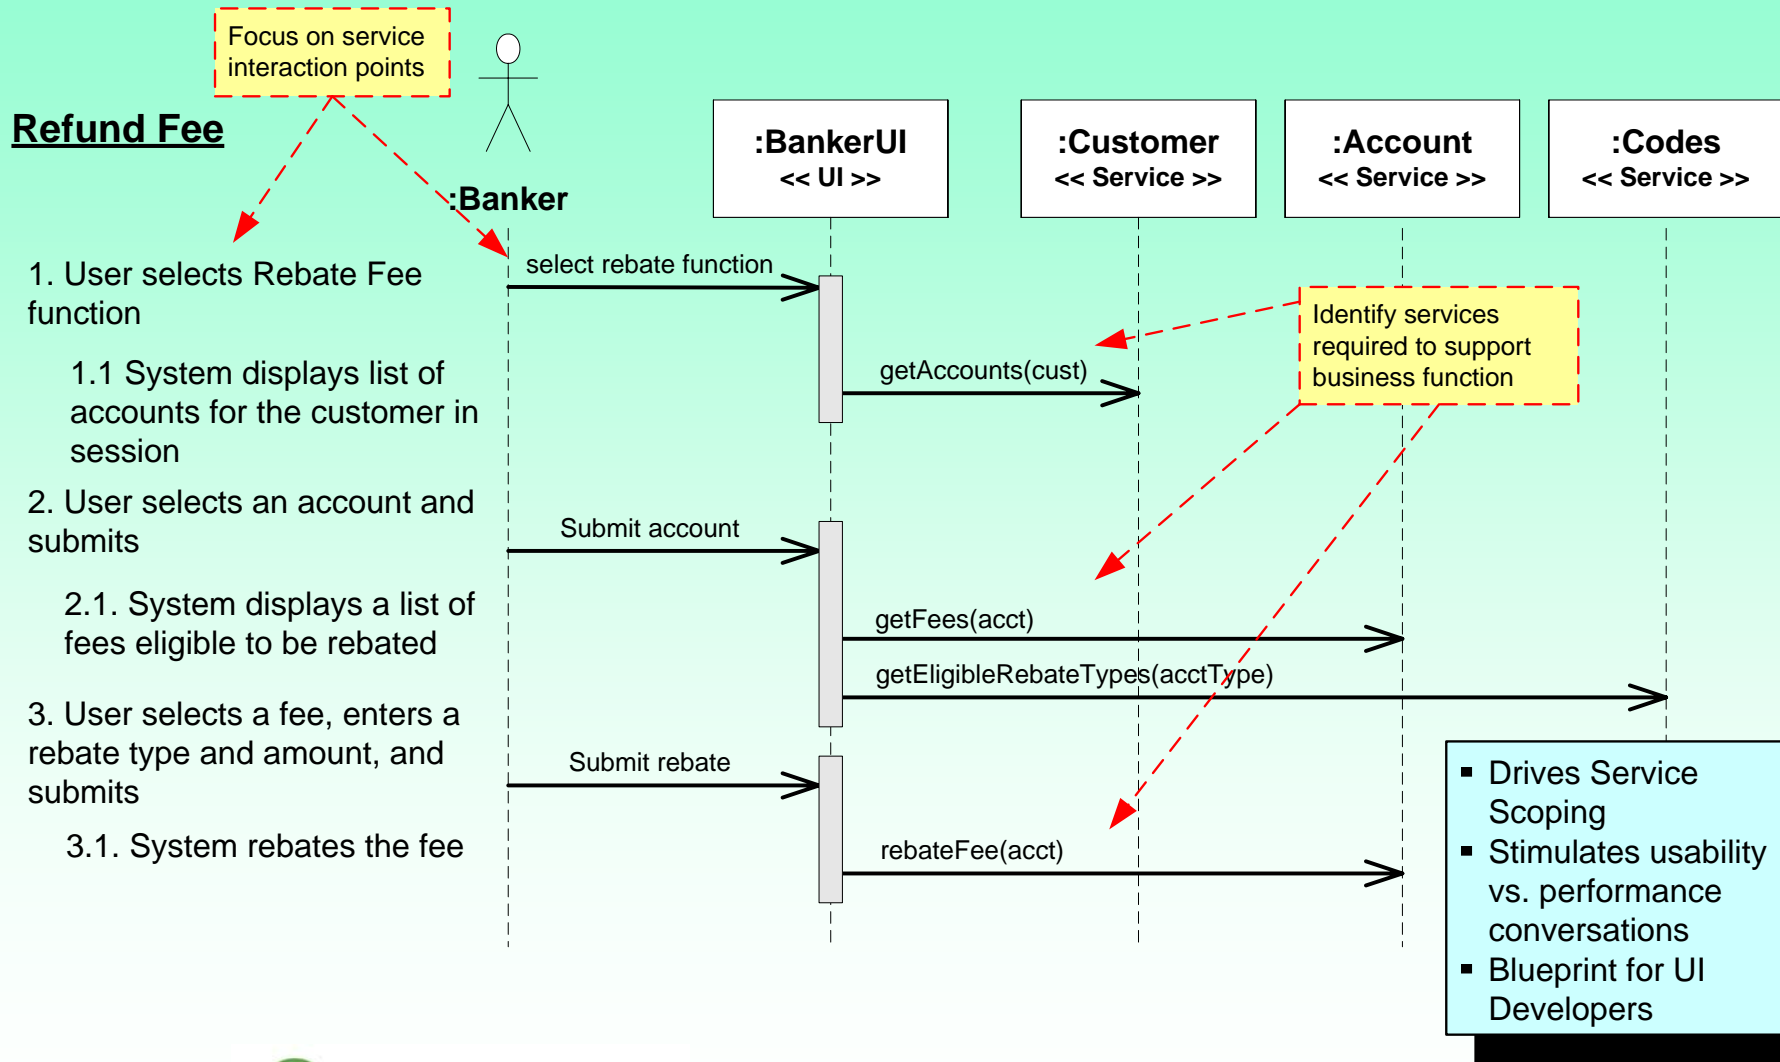 Focus on service
interaction points
Refund Fee
:Banker
:BankerUI
<< UI >>
:Customer
<< Service >>
:Account
<< Service >>
:Codes
<< Service >>
1. User selects Rebate Fee
function
1.1 System displays list of
accounts for the customer in
session
2. User selects an account and
submits
2.1. System displays a list of
fees eligible to be rebated
3. User selects a fee, enters a
rebate type and amount, and
submits
3.1. System rebates the fee
select rebate function
getAccounts(cust)
Identify services
required to support
business function
Submit account
getFees(acct)
getEligibleRebateTypes(acctType)
Submit rebate
rebateFee(acct)
▪ Drives Service
Scoping
▪ Stimulates usability
vs. performance
conversations
▪ Blueprint for UI
Developers